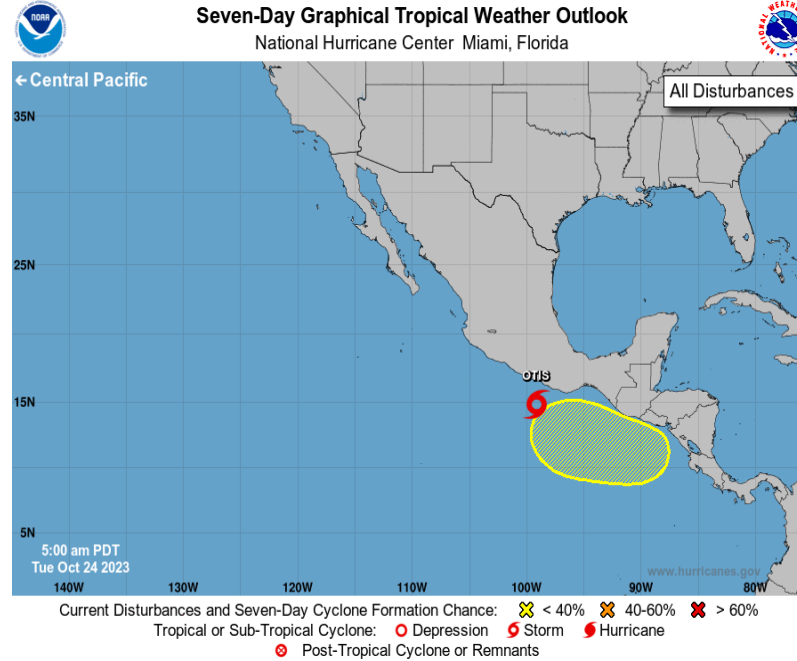 Seven-Day Graphical Tropical Weather Outlook
National Hurricane Center Miami, Florida
NOAA
← Central Pacific
All Disturbances
35N
25N
OTIS
15N
5N
5:00 am PDT
Tue Oct 24 2023
www.hurricanes.gov
140W 130W 120W 110W 100W 90W 80W
Current Disturbances and Seven-Day Cyclone Formation Chance: < 40% 40-60% > 60%
Tropical or Sub-Tropical Cyclone: Depression Storm Hurricane
Post-Tropical Cyclone or Remnants